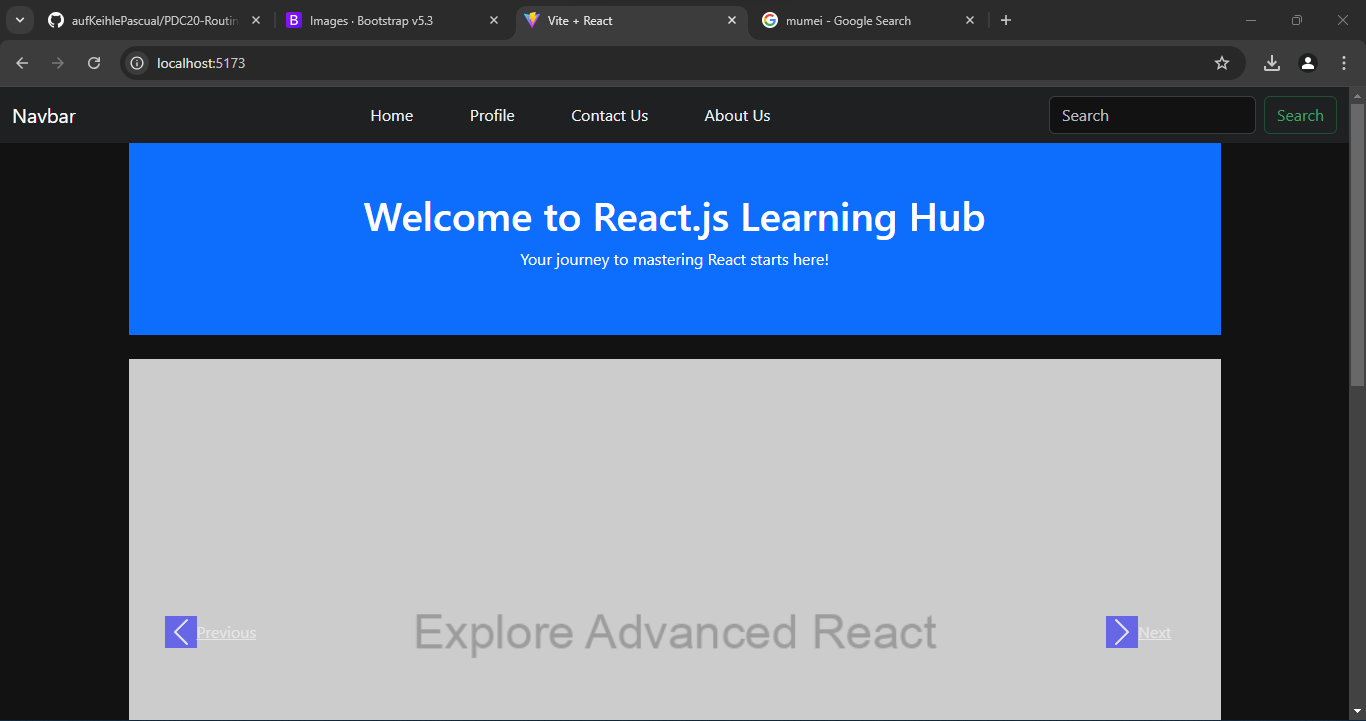 aufKeihlePascual/PDC20-Routin
Images · Bootstrap v5.3
Vite + React
mumei - Google Search
localhost:5173
Navbar
Home
Profile
Contact Us
About Us
Search
Search
Welcome to React.js Learning Hub
Your journey to mastering React starts here!
Previous
Explore Advanced React
Next